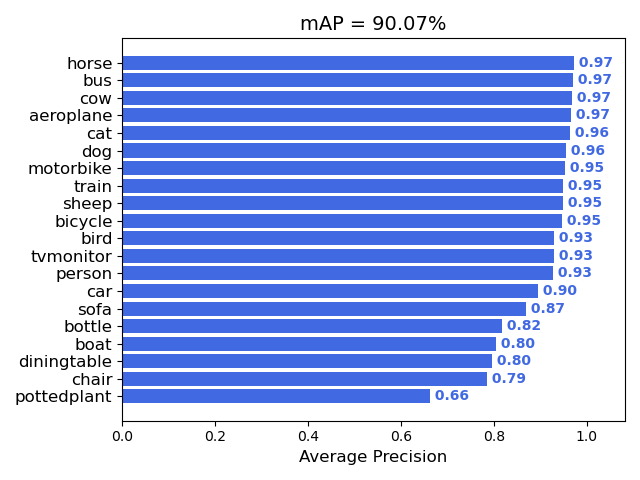 mAP = 90.07%
horse 0.97
bus 0.97
cow 0.97
aeroplane 0.97
cat 0.96
dog 0.96
motorbike 0.95
train 0.95
sheep 0.95
bicycle 0.95
bird 0.93
tvmonitor 0.93
person 0.93
car 0.90
sofa 0.87
bottle 0.82
boat 0.80
diningtable 0.80
chair 0.79
pottedplant 0.66
0.0 0.2 0.4 0.6 0.8 1.0
Average Precision